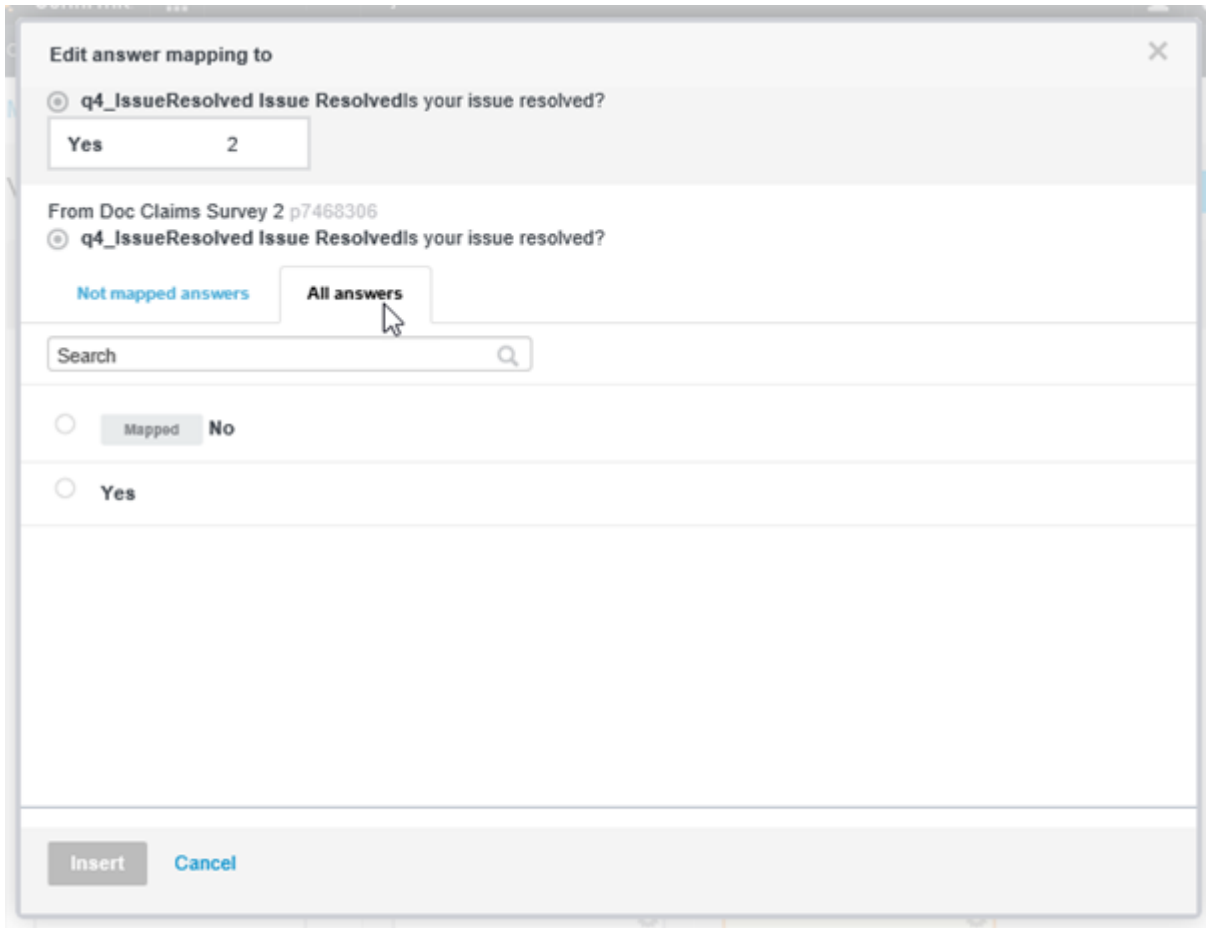 Edit answer mapping to
q4_IssueResolved Issue ResolvedIs your issue resolved?
Yes 2
From Doc Claims Survey 2 p7468306
q4_IssueResolved Issue ResolvedIs your issue resolved?
Not mapped answers All answers
Search
Mapped No
Yes
Insert Cancel